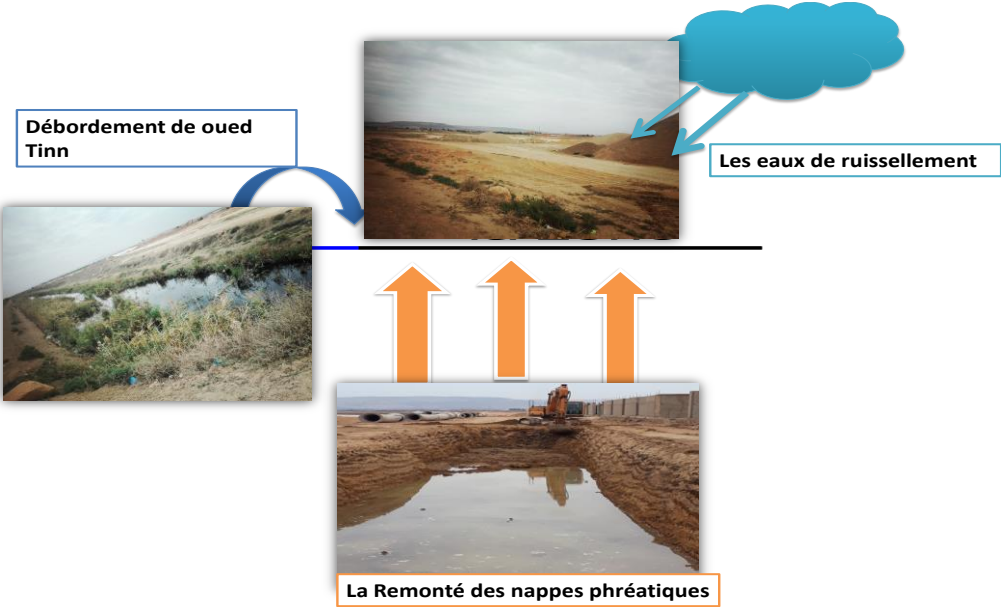 Débordement de oued
Tinn
Les eaux de ruissellement
La Remonté des nappes phréatiques